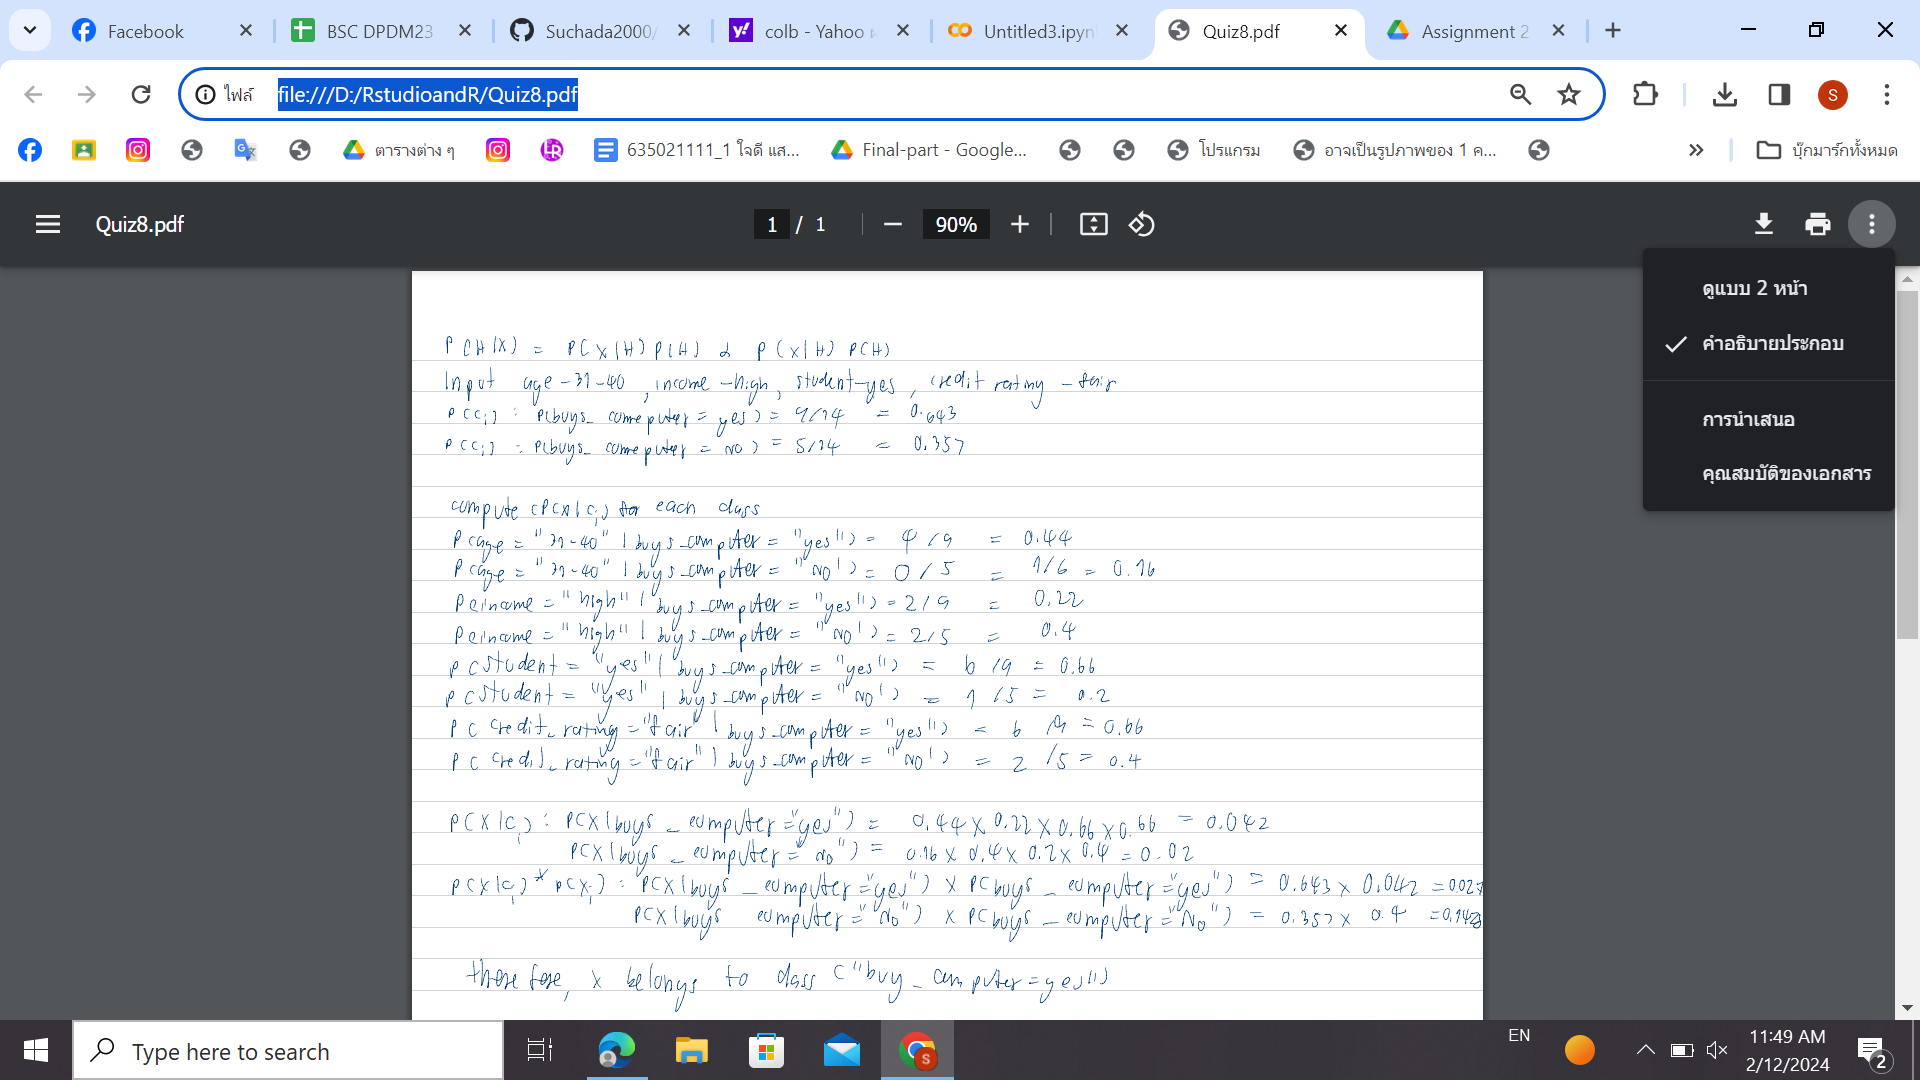 Facebook
BSC DPDM23
Suchada2000/
colb - Yahoo
Untitled3.ipyn
Quiz8.pdf
Assignment 2
ไฟล์ file:///D:/RstudioandR/Quiz8.pdf
S
ตารางต่าง ๆ
635021111_1 ใจดี แส...
Final-part - Google...
โปรแกรม
อาจเป็นรูปภาพของ 1 ค...
»
บุ๊กมาร์กทั้งหมด
Quiz8.pdf
1 / 1
90%
ดูแบบ 2 หน้า
คำอธิบายประกอบ
การนำเสนอ
คุณสมบัติของเอกสาร
P(H|X) = P(X|H) P(H) α P(X|H) P(H)
Input age-31-40, income-high, student-yes, credit rating-fair
P(Ci) : P(buys_computer = yes) = 9/14 = 0.643
P(Ci) : P(buys_computer = no) = 5/14 = 0.357
compute (P(X|Ci) for each class
P(age = "31-40" | buys_computer = "yes") = 4/9 = 0.44
P(age = "31-40" | buys_computer = "No") = 0/5 = 1/6 = 0.16
= "high" | buys_computer = "yes") = 2/9 = 0.22
= "high" | buys_computer = "No") = 2/5 = 0.4
P(student = "yes" | buys_computer = "yes") = 6/9 = 0.66
P(student = "yes" | buys_computer = "No") = 1/5 = 0.2
P(credit_rating = "fair" | buys_computer = "yes") = 6/9 = 0.66
P(credit_rating = "fair" | buys_computer = "No") = 2/5 = 0.4
P(X|Ci) : P(X|buys_computer = "yes") = 0.44 x 0.22 x 0.66 x 0.66 = 0.042
P(X|buys_computer = "no") = 0.16 x 0.4 x 0.2 x 0.4 = 0.02
P(X|Ci) * P(Xi) : P(X|buys_computer = "yes") x P(buys_computer = "yes") = 0.643 x 0.042 = 0.027
P(X|buys computer = "No") x P(buys_computer = "No") = 0.357 x 0.4 = 0.1428
therefore, x belongs to class ("buy_computer = yes")
Type here to search
EN
11:49 AM
2/12/2024
2